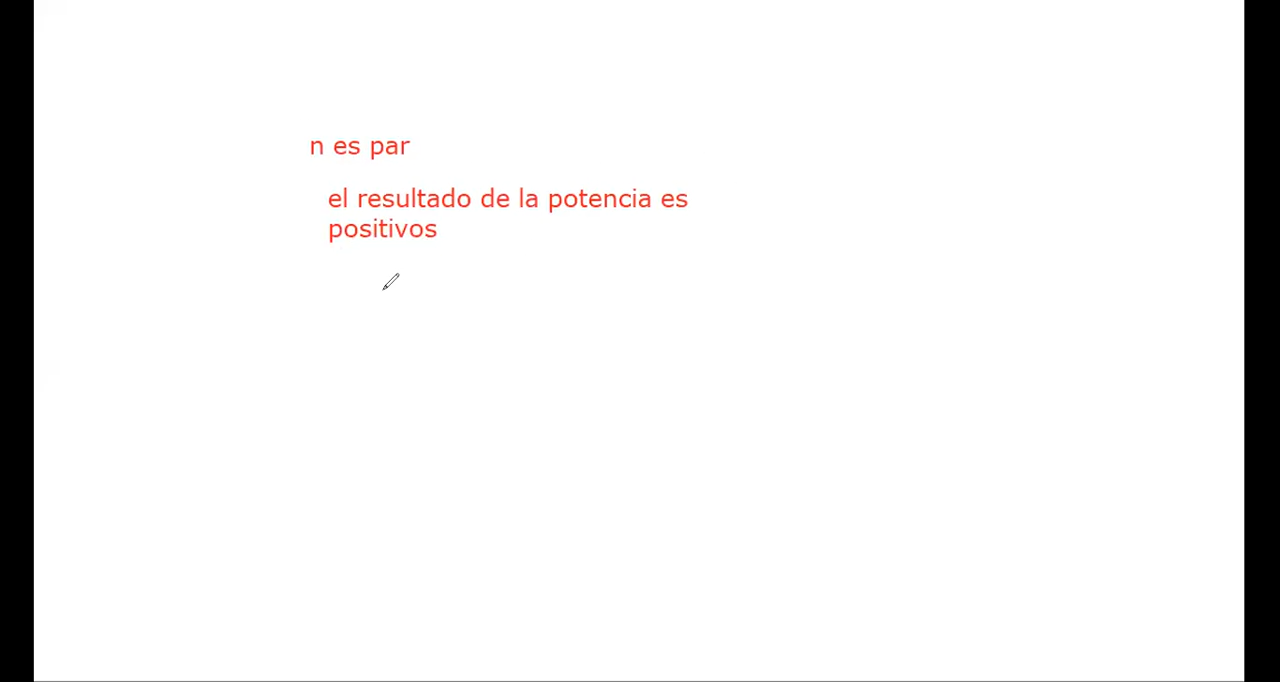 n es par
el resultado de la potencia es
positivos